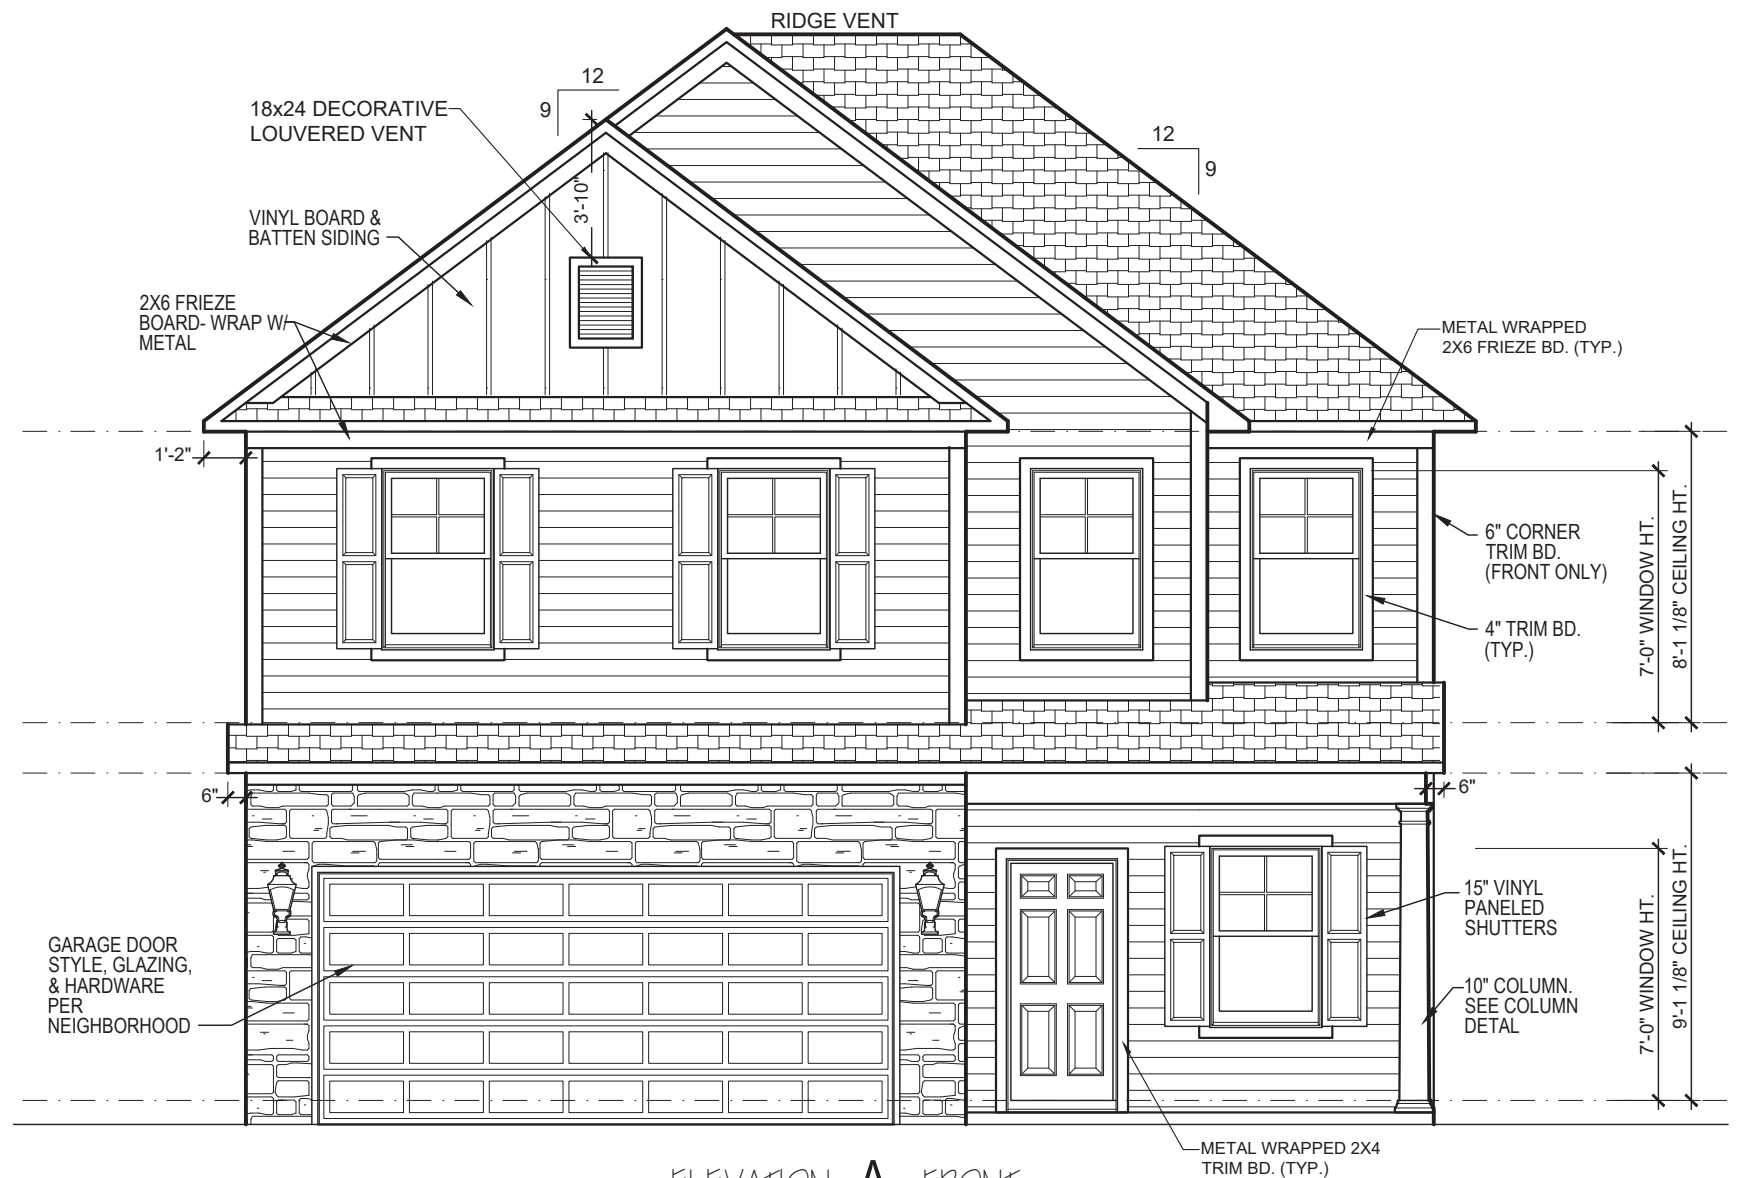 RIDGE VENT
12
9
18x24 DECORATIVE
LOUVERED VENT
12
9
3'-10"
VINYL BOARD &
BATTEN SIDING
2X6 FRIEZE
BOARD- WRAP W/
METAL
METAL WRAPPED
2X6 FRIEZE BD. (TYP.)
1'-2"
6" CORNER
TRIM BD.
(FRONT ONLY)
4" TRIM BD.
(TYP.)
7'-0" WINDOW HT.
8'-1 1/8" CEILING HT.
6"
6"
15" VINYL
PANELED
SHUTTERS
10" COLUMN.
SEE COLUMN
DETAL
7'-0" WINDOW HT.
9'-1 1/8" CEILING HT.
GARAGE DOOR
STYLE, GLAZING,
& HARDWARE
PER
NEIGHBORHOOD
METAL WRAPPED 2X4
TRIM BD. (TYP.)
ELEVATION A FRONT